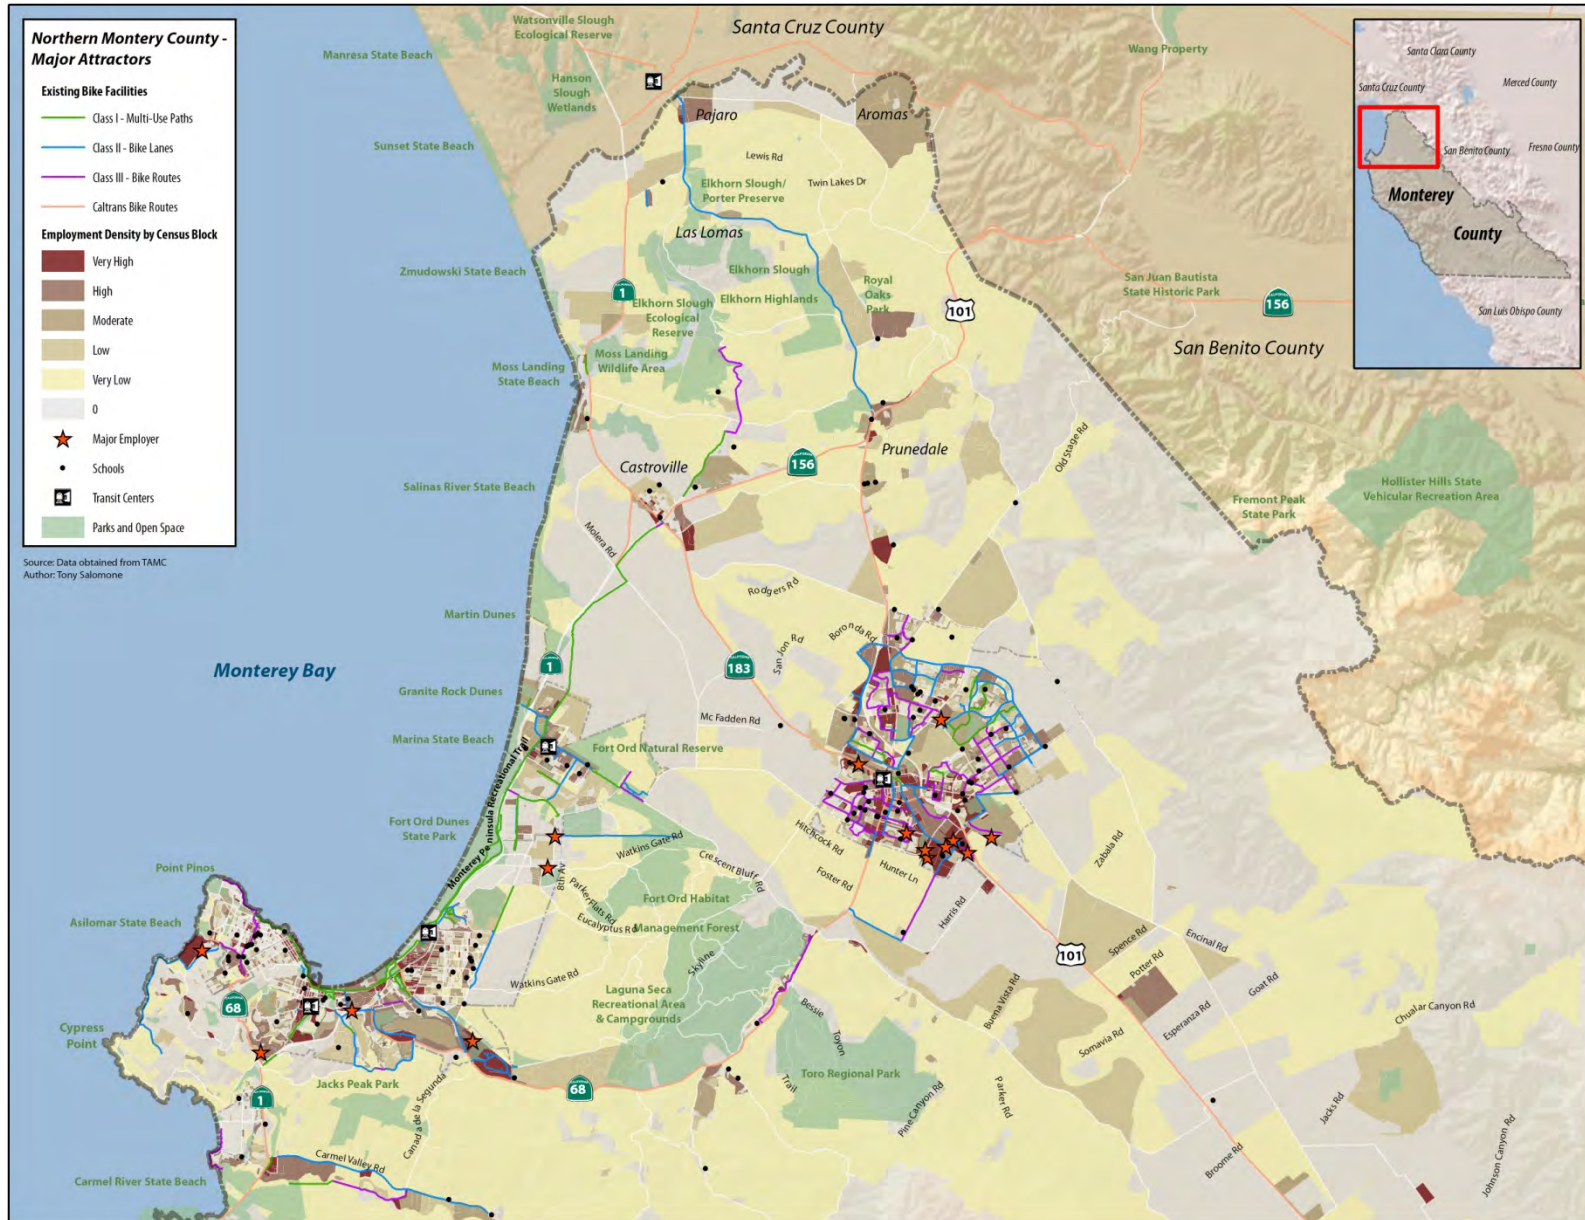 Northern Montery County -
Major Attractors
Existing Bike Facilities
Class I - Multi-Use Paths
Class II - Bike Lanes
Class III - Bike Routes
Caltrans Bike Routes
Employment Density by Census Block
Very High
High
Moderate
Low
Very Low
0
Major Employer
Schools
Transit Centers
Parks and Open Space
Source: Data obtained from TAMC
Author: Tony Salomone
Watsonville Slough
Ecological Reserve
Santa Cruz County
Manresa State Beach
Wang Property
Hanson
Slough
Wetlands
Pajaro
Aromas
Sunset State Beach
Lewis Rd
Twin Lakes Dr
Elkhorn Slough/
Porter Preserve
Las Lomas
Zmudowski State Beach
Elkhorn Slough
1
Elkhorn Highlands
Royal
Oaks
Park
Elkhorn Slough
Ecological
Reserve
101
San Juan Bautista
State Historic Park
156
San Benito County
Moss Landing
Wildlife Area
Moss Landing
State Beach
Prunedale
Old Stage Rd
Castroville
156
Salinas River State Beach
Hollister Hills State
Vehicular Recreation Area
Fremont Peak
State Park
Molera Rd
Rodgers Rd
Martin Dunes
San Jon Rd
Boronda Rd
Monterey Bay
1
183
Granite Rock Dunes
Mc Fadden Rd
Marina State Beach
Fort Ord Natural Reserve
Monterey Peninsula Recreational Trail
Fort Ord Dunes
State Park
Watkins Gate Rd
Hitchcock Rd
Zabala Rd
Crescent Bluff Rd
Hunter Ln
Foster Rd
Point Pinos
8th Av
Parker Flats Rd
Fort Ord Habitat
Management Forest
Harris Rd
Asilomar State Beach
Eucalyptus Rd
Encinal Rd
Spence Rd
101
Potter Rd
Skyline
Watkins Gate Rd
Goat Rd
Laguna Seca
Recreational Area
& Campgrounds
Buena Vista Rd
Esperanza Rd
Chualar Canyon Rd
68
Bessie
Toyon
Trail
Somavia Rd
Cypress
Point
Jacks Peak Park
68
Toro Regional Park
1
Canada de la Segunda
Pine Canyon Rd
Parker Rd
Jacks Rd
Johnson Canyon Rd
Broome Rd
Carmel Valley Rd
Carmel River State Beach
Santa Clara County
Santa Cruz County
Merced County
San Benito County
Fresno County
Monterey
County
San Luis Obispo County